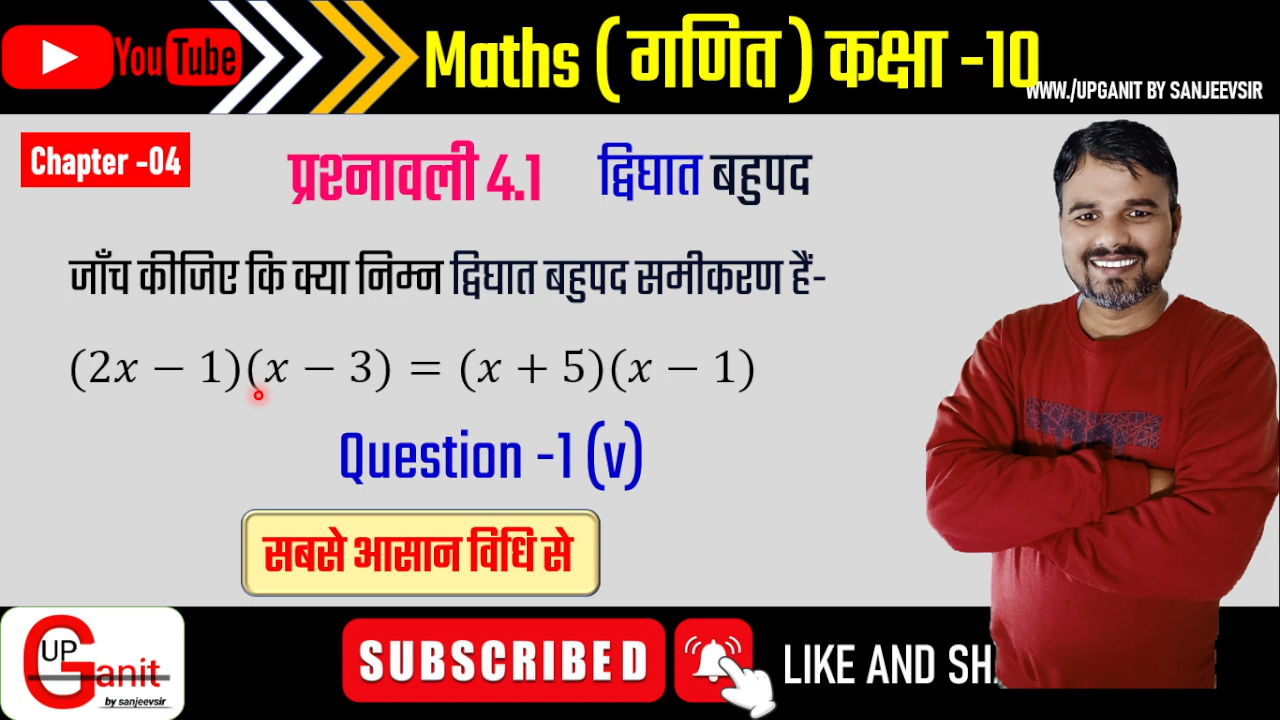 YouTube
Maths ( गणित ) कक्षा -10
WWW./UPGANIT BY SANJEEVSIR
Chapter -04
प्रश्नावली 4.1 द्विघात बहुपद
जाँच कीजिए कि क्या निम्न द्विघात बहुपद समीकरण हैं-
(2x − 1)(x − 3) = (x + 5)(x − 1)
Question -1 (v)
सबसे आसान विधि से
UP
Ganit
by sanjeevsir
SUBSCRIBED
LIKE AND SH